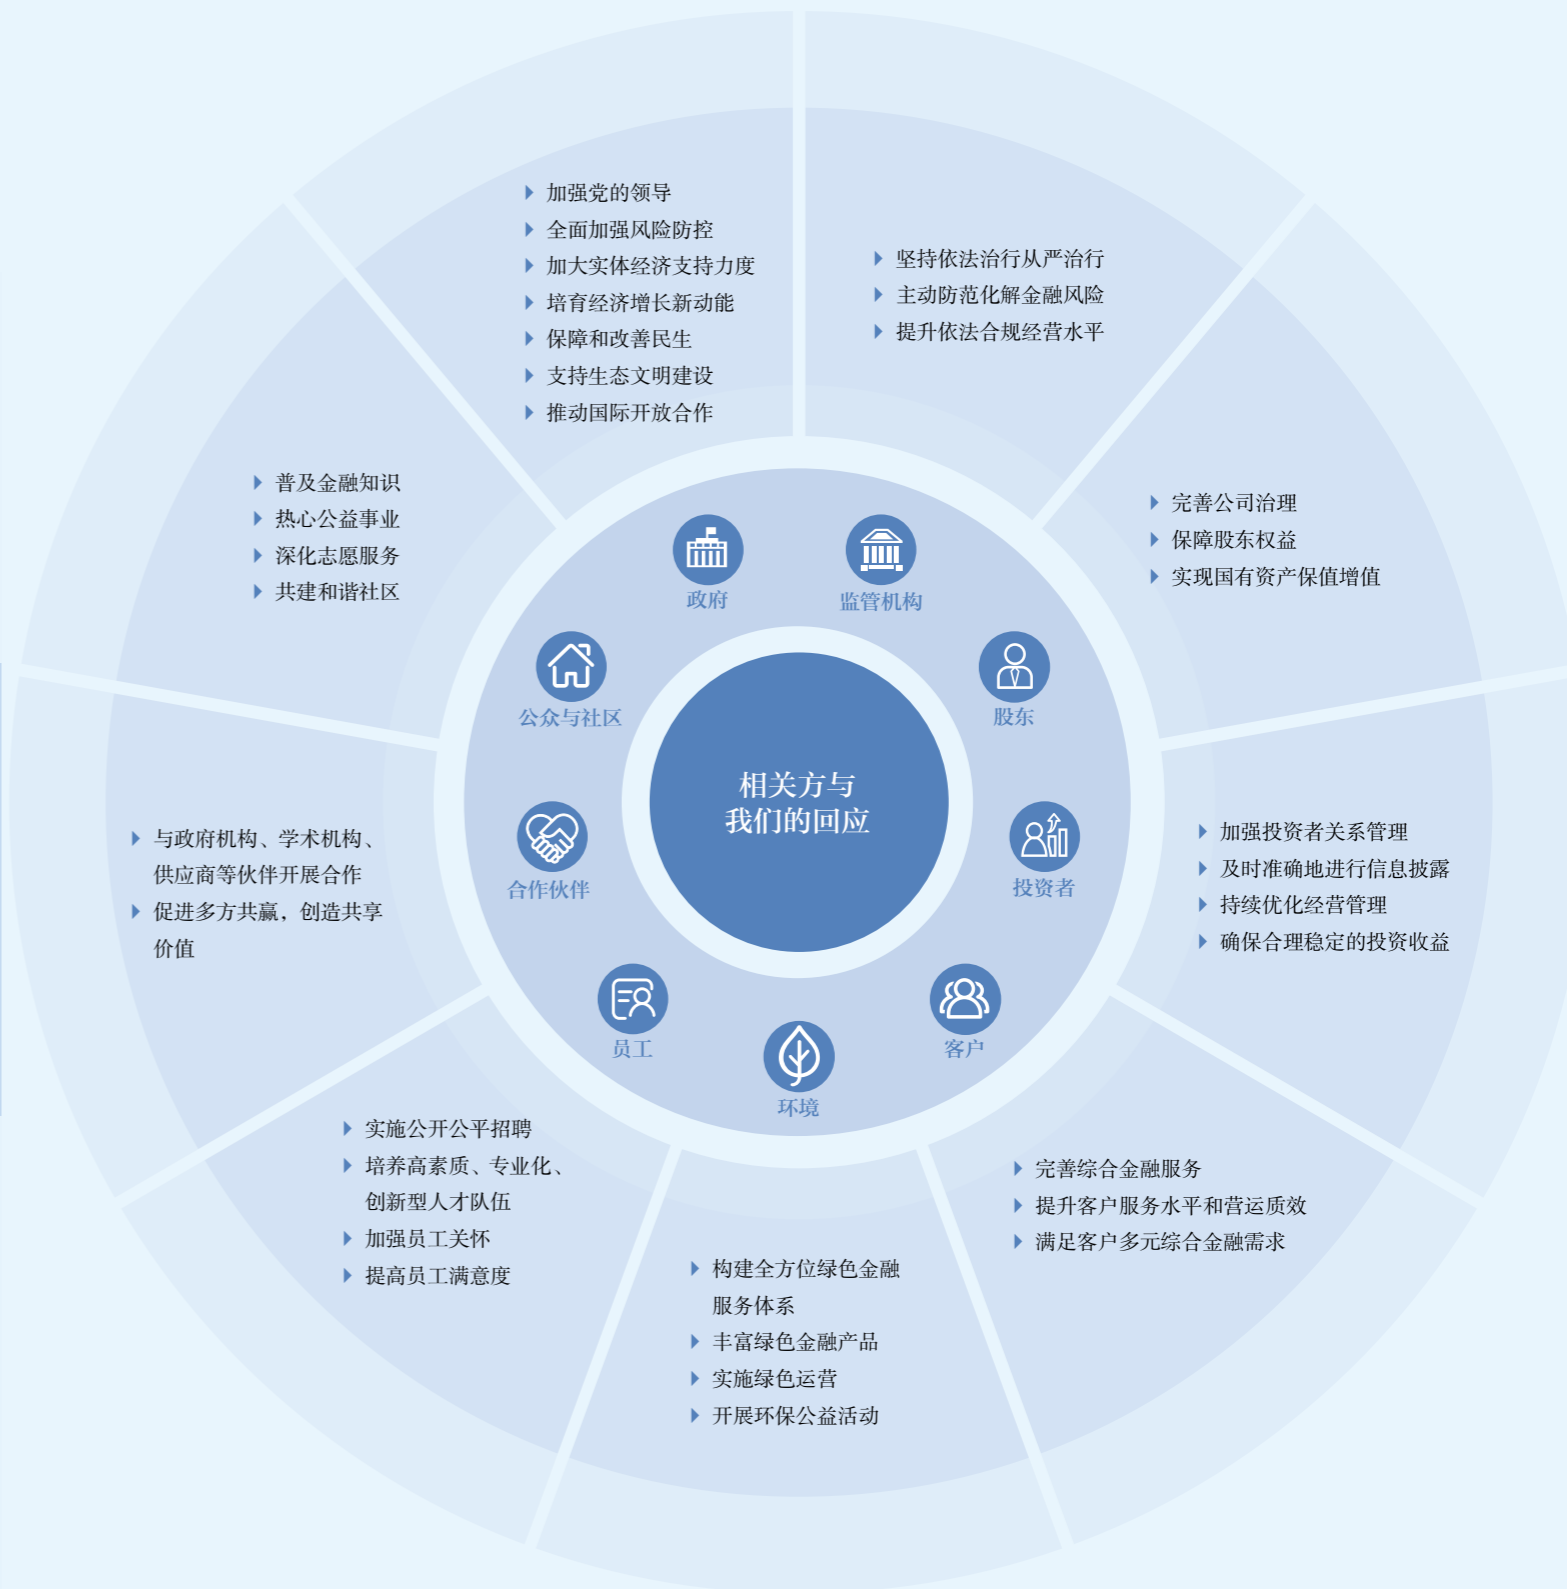 相关方与
我们的回应
政府
加强党的领导
全面加强风险防控
加大实体经济支持力度
培育经济增长新动能
保障和改善民生
支持生态文明建设
推动国际开放合作
监管机构
坚持依法治行从严治行
主动防范化解金融风险
提升依法合规经营水平
股东
完善公司治理
保障股东权益
实现国有资产保值增值
投资者
加强投资者关系管理
及时准确地进行信息披露
持续优化经营管理
确保合理稳定的投资收益
客户
完善综合金融服务
提升客户服务水平和营运质效
满足客户多元综合金融需求
环境
构建全方位绿色金融
服务体系
丰富绿色金融产品
实施绿色运营
开展环保公益活动
员工
实施公开公平招聘
培养高素质、专业化、
创新型人才队伍
加强员工关怀
提高员工满意度
合作伙伴
与政府机构、学术机构、
供应商等伙伴开展合作
促进多方共赢，创造共享
价值
公众与社区
普及金融知识
热心公益事业
深化志愿服务
共建和谐社区